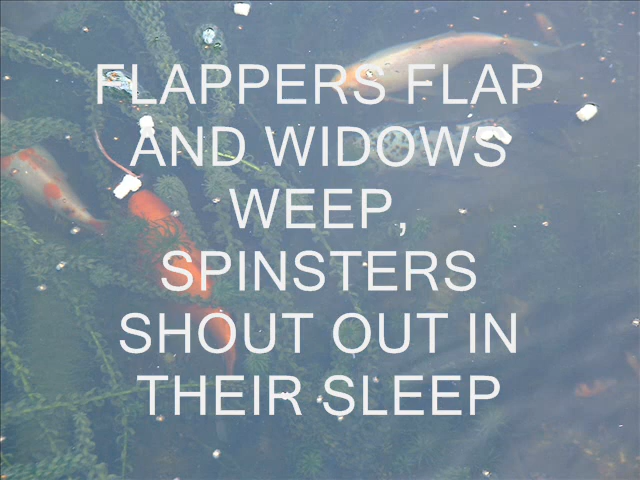 FLAPPERS FLAP
AND WIDOWS
WEEP,
SPINSTERS
SHOUT OUT IN
THEIR SLEEP